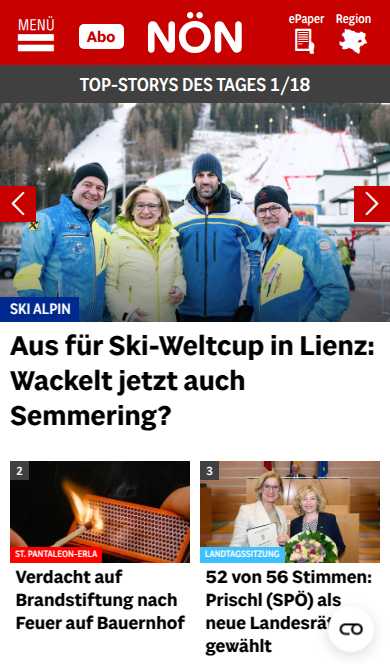 MENÜ
Abo
NÖN
ePaper
Region
TOP-STORYS DES TAGES 1/18
SKI ALPIN
Aus für Ski-Weltcup in Lienz:
Wackelt jetzt auch
Semmering?
2
ST. PANTALEON-ERLA
Verdacht auf
Brandstiftung nach
Feuer auf Bauernhof
3
LANDTAGSSITZUNG
52 von 56 Stimmen:
Prischl (SPÖ) als
neue
gewählt